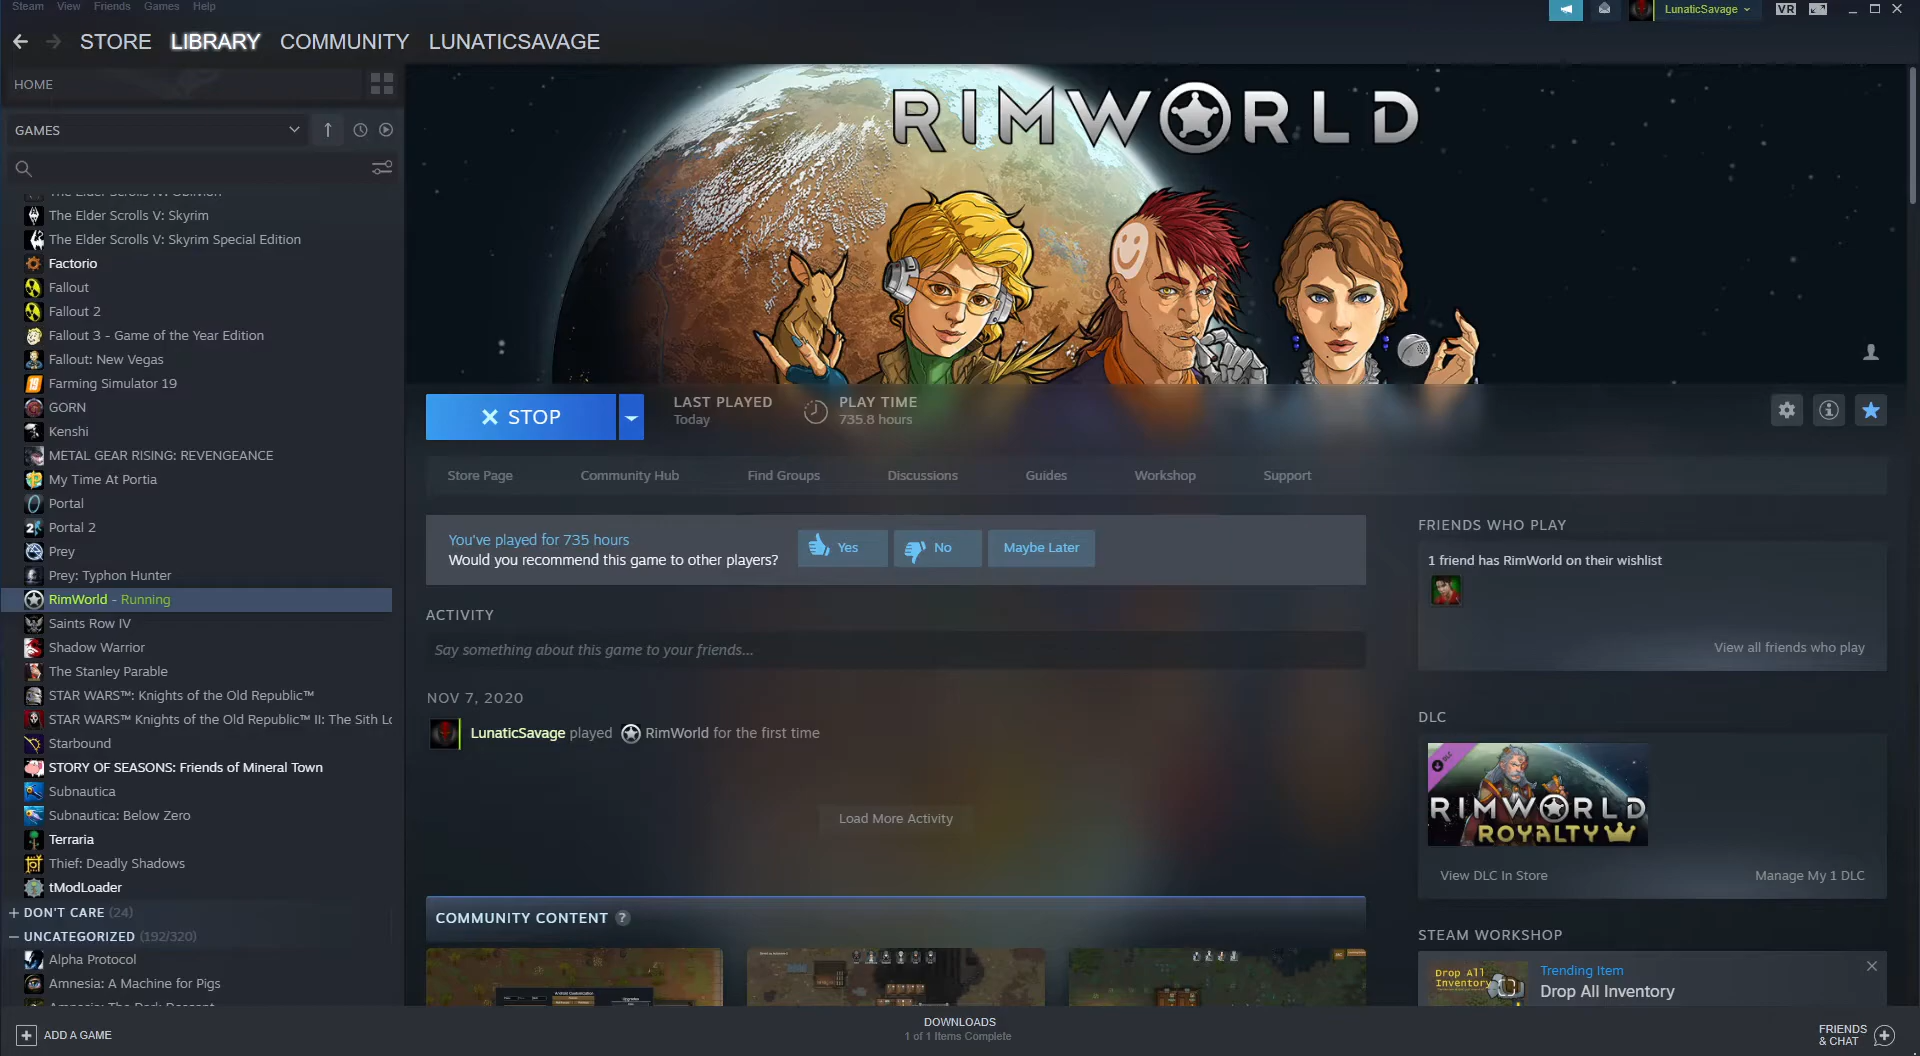 Steam View Friends Games Help
LunaticSavage
VR
STORE LIBRARY COMMUNITY LUNATICSAVAGE
HOME
GAMES
The Elder Scrolls IV: Oblivion
The Elder Scrolls V: Skyrim
The Elder Scrolls V: Skyrim Special Edition
Factorio
Fallout
Fallout 2
Fallout 3 - Game of the Year Edition
Fallout: New Vegas
Farming Simulator 19
GORN
Kenshi
METAL GEAR RISING: REVENGEANCE
My Time At Portia
Portal
Portal 2
Prey
Prey: Typhon Hunter
RimWorld - Running
Saints Row IV
Shadow Warrior
The Stanley Parable
STAR WARS™: Knights of the Old Republic™
STAR WARS™ Knights of the Old Republic™ II: The Sith Lo
Starbound
STORY OF SEASONS: Friends of Mineral Town
Subnautica
Subnautica: Below Zero
Terraria
Thief: Deadly Shadows
tModLoader
+ DON'T CARE (24)
– UNCATEGORIZED (192/320)
Alpha Protocol
Amnesia: A Machine for Pigs
Amnesia: The Dark Descent
RIMWORLD
STOP
LAST PLAYED
Today
PLAY TIME
735.8 hours
Store Page Community Hub Find Groups Discussions Guides Workshop Support
You've played for 735 hours
Would you recommend this game to other players?
Yes No Maybe Later
ACTIVITY
Say something about this game to your friends...
NOV 7, 2020
LunaticSavage played RimWorld for the first time
Load More Activity
COMMUNITY CONTENT ?
FRIENDS WHO PLAY
1 friend has RimWorld on their wishlist
View all friends who play
DLC
DLC
RIMWORLD
ROYALTY
View DLC In Store Manage My 1 DLC
STEAM WORKSHOP
Drop All
Inventory
Trending Item
Drop All Inventory
+ ADD A GAME
DOWNLOADS
1 of 1 Items Complete
FRIENDS
& CHAT